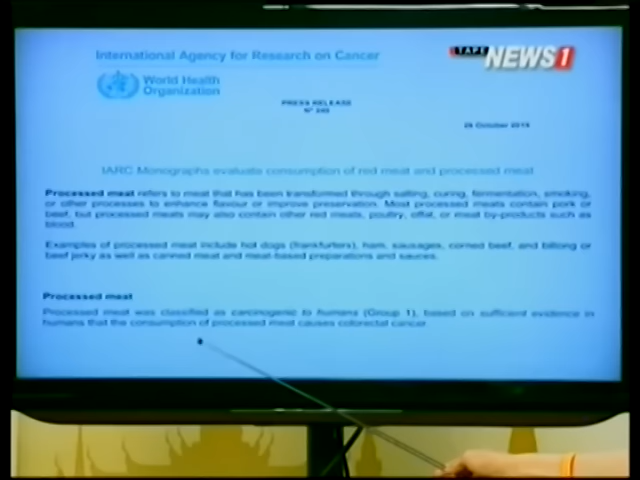 International Agency for Research on Cancer
TAPE NEWS1
World Health
Organization
PRESS RELEASE
N° 240
26 October 2015
IARC Monographs evaluate consumption of red meat and processed meat
Processed meat refers to meat that has been transformed through salting, curing, fermentation, smoking,
or other processes to enhance flavour or improve preservation. Most processed meats contain pork or
beef, but processed meats may also contain other red meats, poultry, offal, or meat by-products such as
blood.
Examples of processed meat include hot dogs (frankfurters), ham, sausages, corned beef, and biltong or
beef jerky as well as canned meat and meat-based preparations and sauces.
Processed meat
Processed meat was classified as carcinogenic to humans (Group 1), based on sufficient evidence in
humans that the consumption of processed meat causes colorectal cancer.